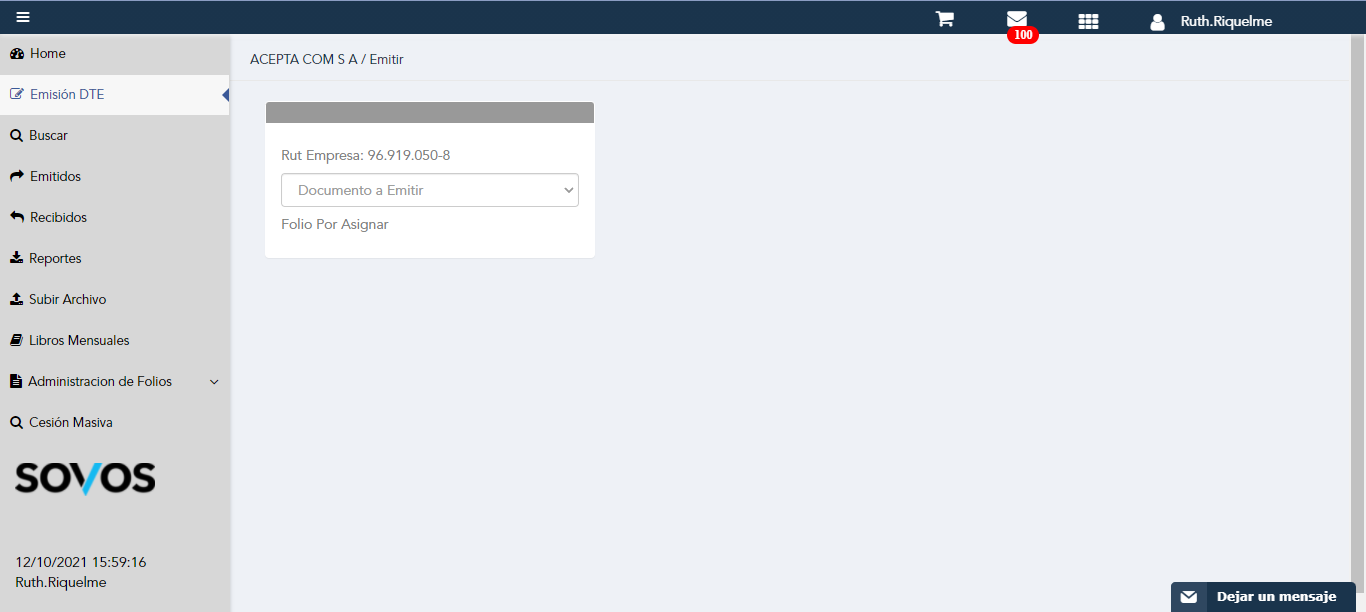 100
Ruth.Riquelme
Home
Emisión DTE
Buscar
Emitidos
Recibidos
Reportes
Subir Archivo
Libros Mensuales
Administracion de Folios
Cesión Masiva
SOVOS
12/10/2021 15:59:16
Ruth.Riquelme
ACEPTA COM S A / Emitir
Rut Empresa: 96.919.050-8
Documento a Emitir
Folio Por Asignar
Dejar un mensaje